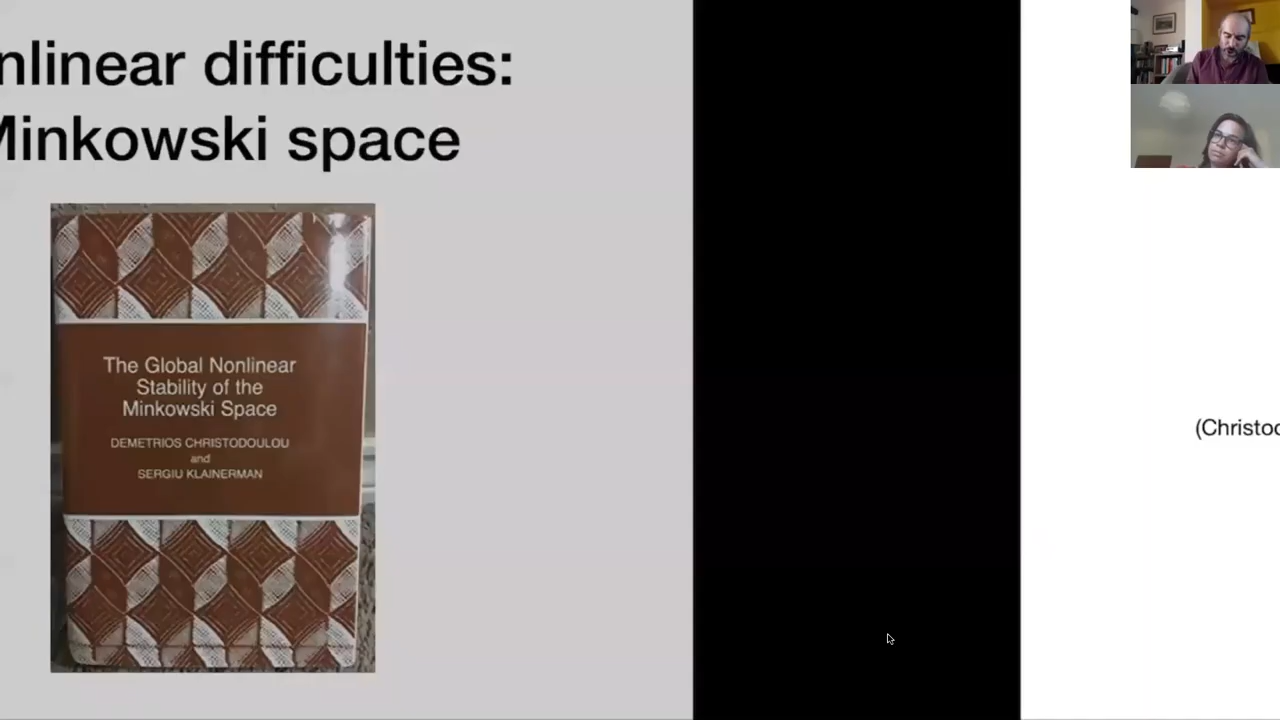 nlinear difficulties:
Minkowski space
The Global Nonlinear
Stability of the
Minkowski Space
DEMETRIOS CHRISTODOULOU
and
SERGIU KLAINERMAN
(Christod